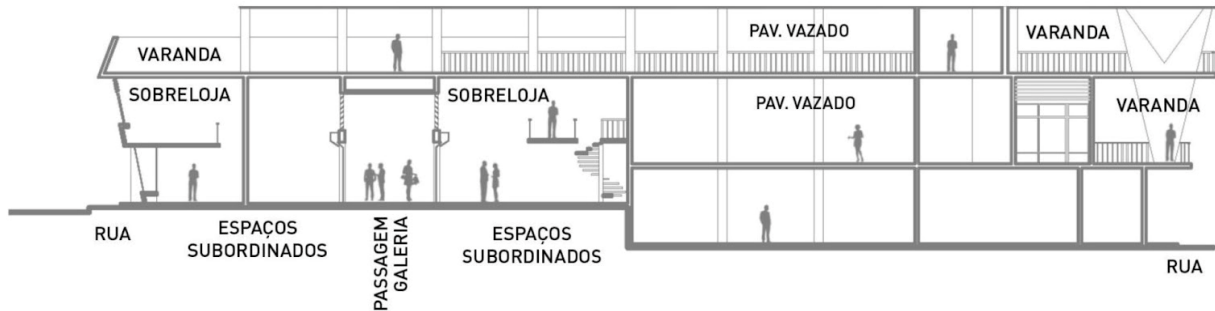 PAV. VAZADO
VARANDA
VARANDA
SOBRELOJA
SOBRELOJA
PAV. VAZADO
VARANDA
RUA
ESPAÇOS
SUBORDINADOS
PASSAGEM
GALERIA
ESPAÇOS
SUBORDINADOS
RUA